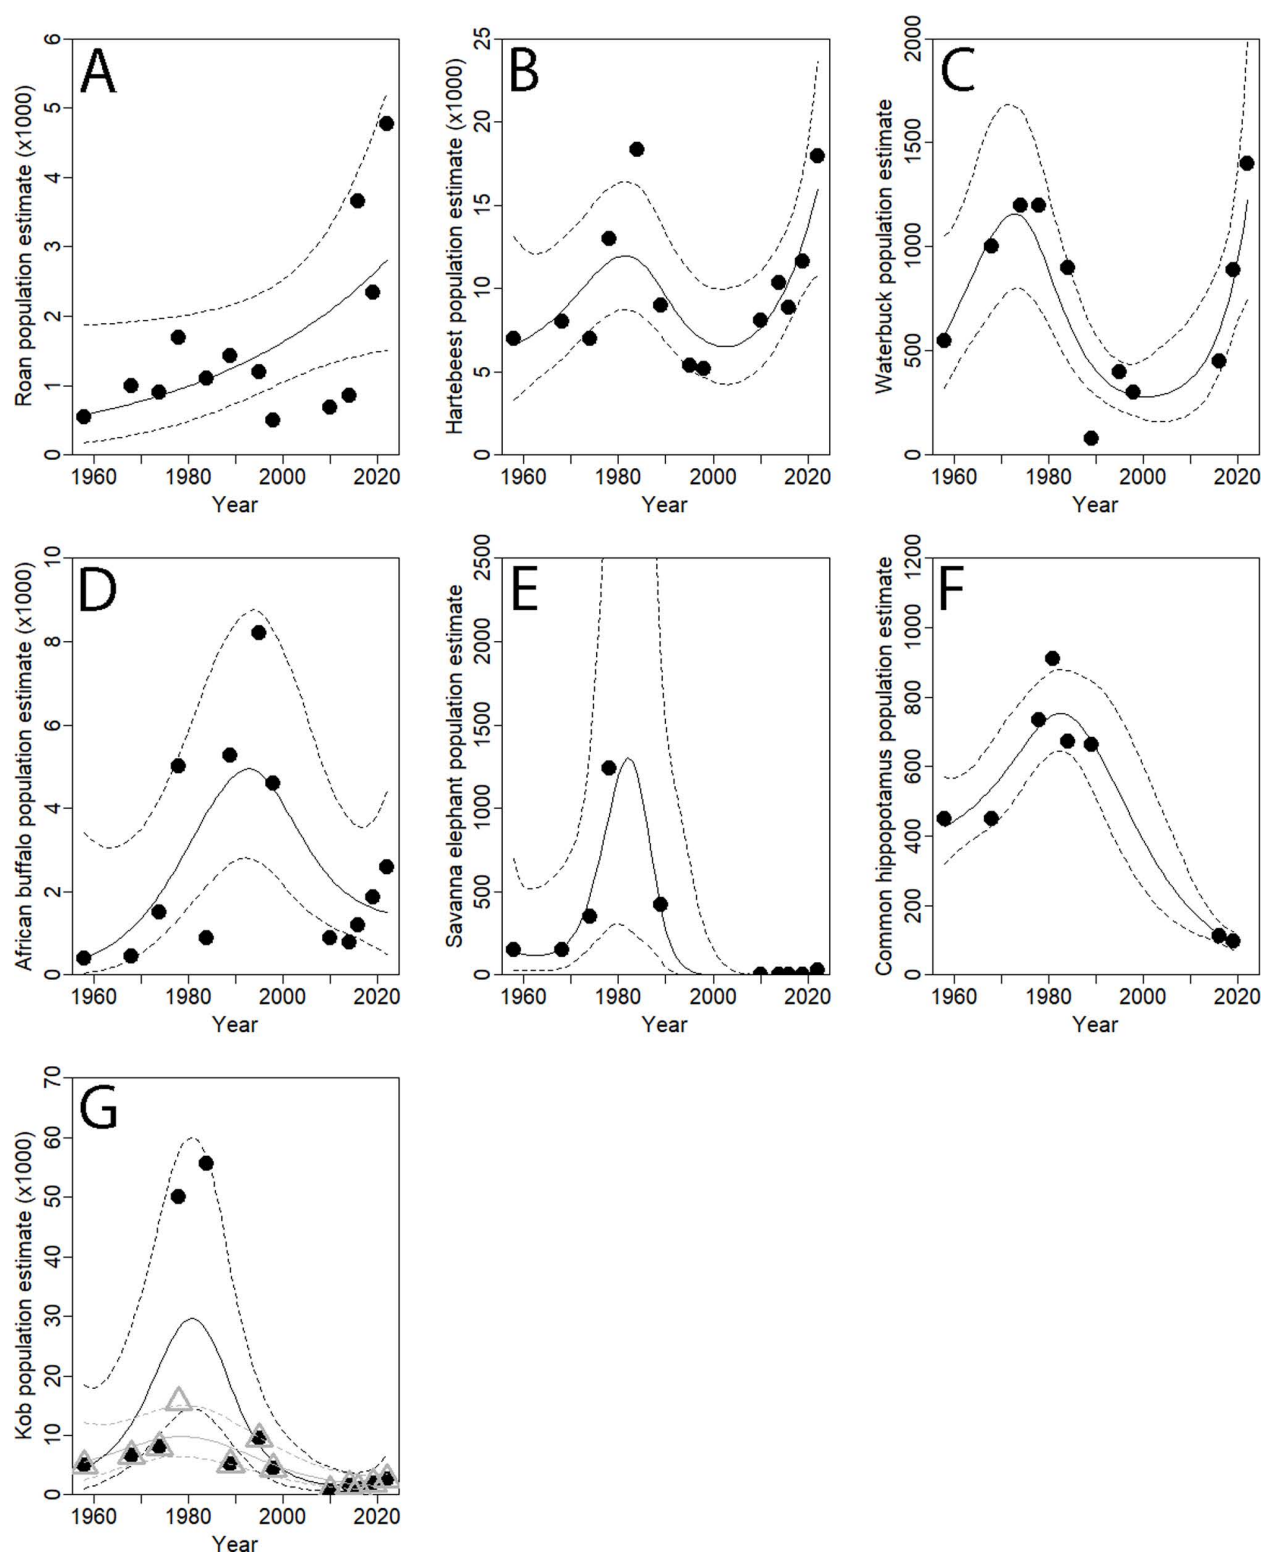 A
Roan population estimate (x1000)
0 1 2 3 4 5 6
1960 1980 2000 2020
Year
B
Hartebeest population estimate (x1000)
0 5 10 15 20 25
1960 1980 2000 2020
Year
C
Waterbuck population estimate
0 500 1000 1500 2000
1960 1980 2000 2020
Year
D
African buffalo population estimate (x1000)
0 2 4 6 8 10
1960 1980 2000 2020
Year
E
Savanna elephant population estimate
0 500 1000 1500 2000 2500
1960 1980 2000 2020
Year
F
Common hippopotamus population estimate
0 200 400 600 800 1000 1200
1960 1980 2000 2020
Year
G
Kob population estimate (x1000)
0 10 20 30 40 50 60 70
1960 1980 2000 2020
Year